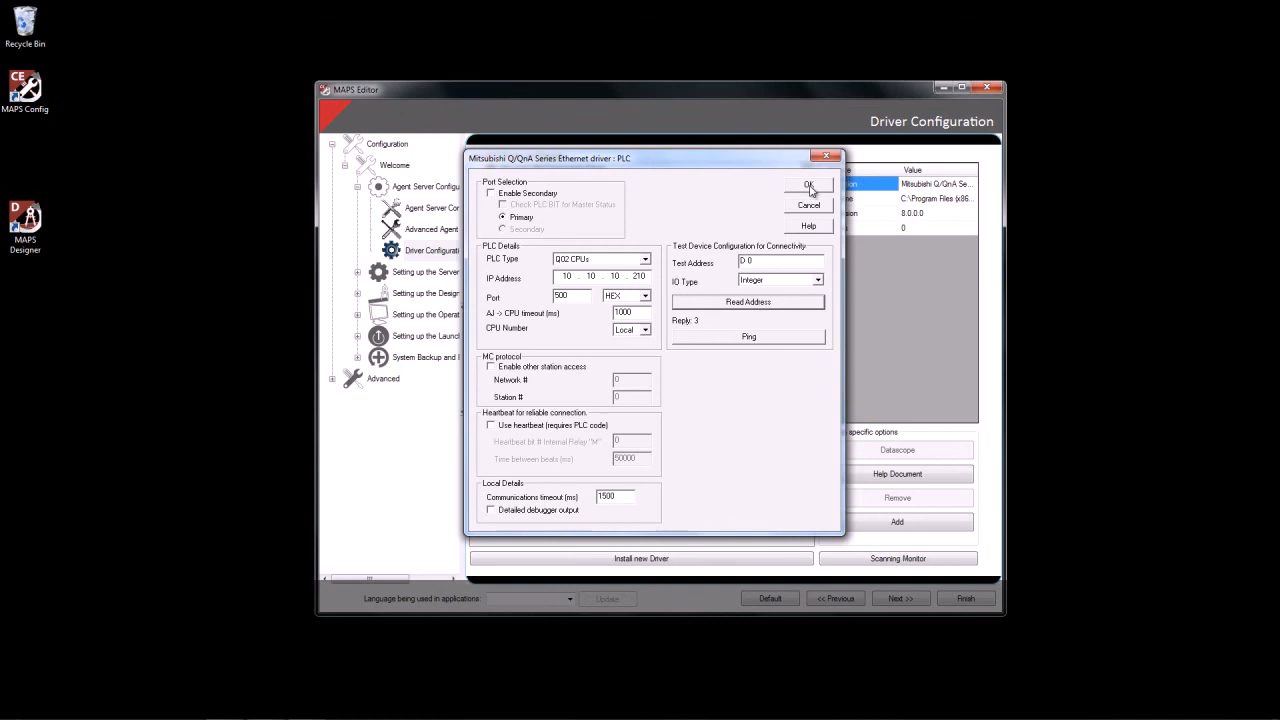 Recycle Bin
CE
MAPS Config
D
MAPS
Designer
MAPS Editor
Driver Configuration
Configuration
Welcome
Agent Server Configu
Agent Server Cor
Advanced Agent
Driver Configurati
Setting up the Server
Setting up the Design
Setting up the Operat
Setting up the Launc
System Backup and I
Advanced
Mitsubishi Q/QnA Series Ethernet driver : PLC
Port Selection
Enable Secondary
Check PLC BIT for Master Status
Primary
Secondary
OK
Cancel
Help
PLC Details
PLC Type Q02 CPUs
IP Address 10 . 10 . 10 . 210
Port 500 HEX
AJ -> CPU timeout (ms) 1000
CPU Number Local
Test Device Configuration for Connectivity
Test Address D 0
IO Type Integer
Read Address
Reply: 3
Ping
MC protocol
Enable other station access
Network # 0
Station # 0
Heartbeat for reliable connection.
Use heartbeat (requires PLC code)
Heartbeat bit # Internal Relay "M" 0
Time between beats (ms) 50000
Local Details
Communications timeout (ms) 1500
Detailed debugger output
Value
Mitsubishi Q/QnA Se...
C:\Program Files (x86...
8.0.0.0
0
specific options
Datascope
Help Document
Remove
Add
Install new Driver
Scanning Monitor
Language being used in applications:
Update
Default
<< Previous
Next >>
Finish